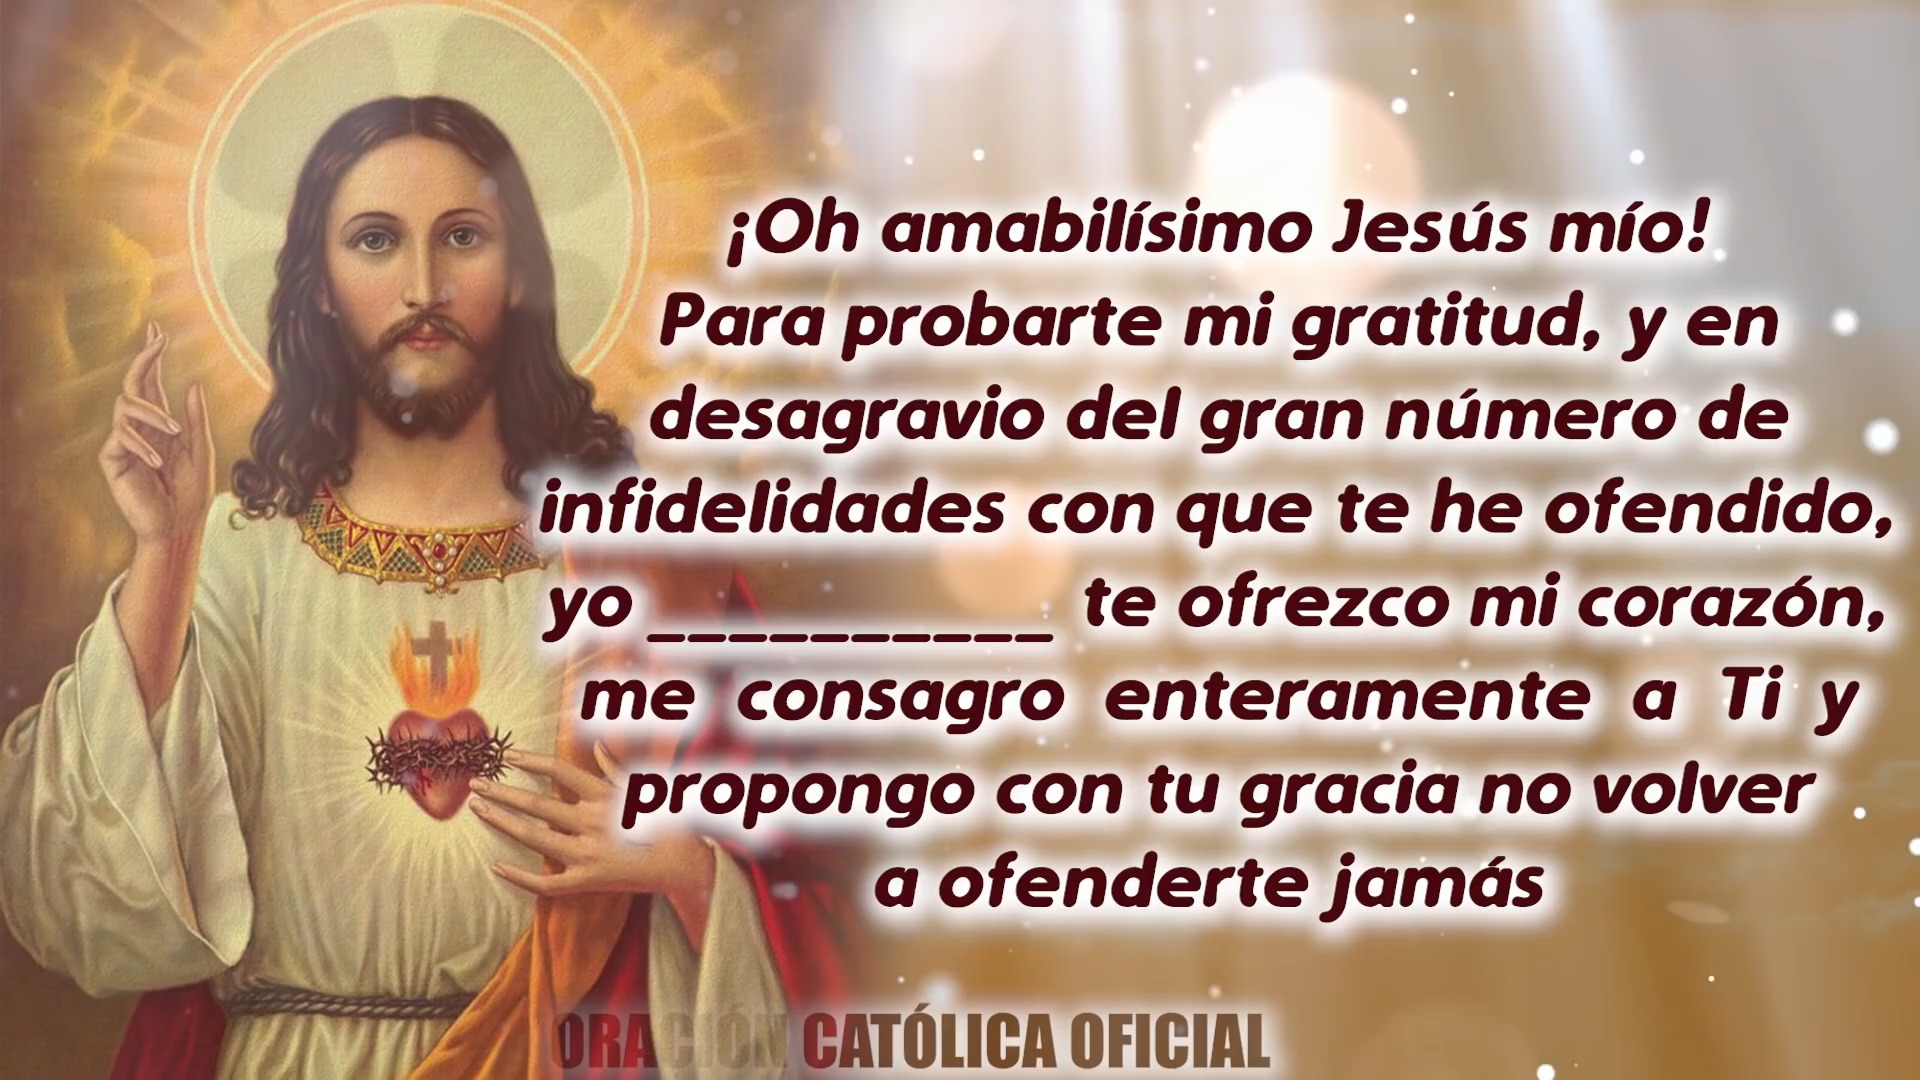 ¡Oh amabilísimo Jesús mío!
Para probarte mi gratitud, y en
desagravio del gran número de
infidelidades con que te he ofendido,
yo __________ te ofrezco mi corazón,
me consagro enteramente a Ti y
propongo con tu gracia no volver
a ofenderte jamás
ORACIÓN CATÓLICA OFICIAL